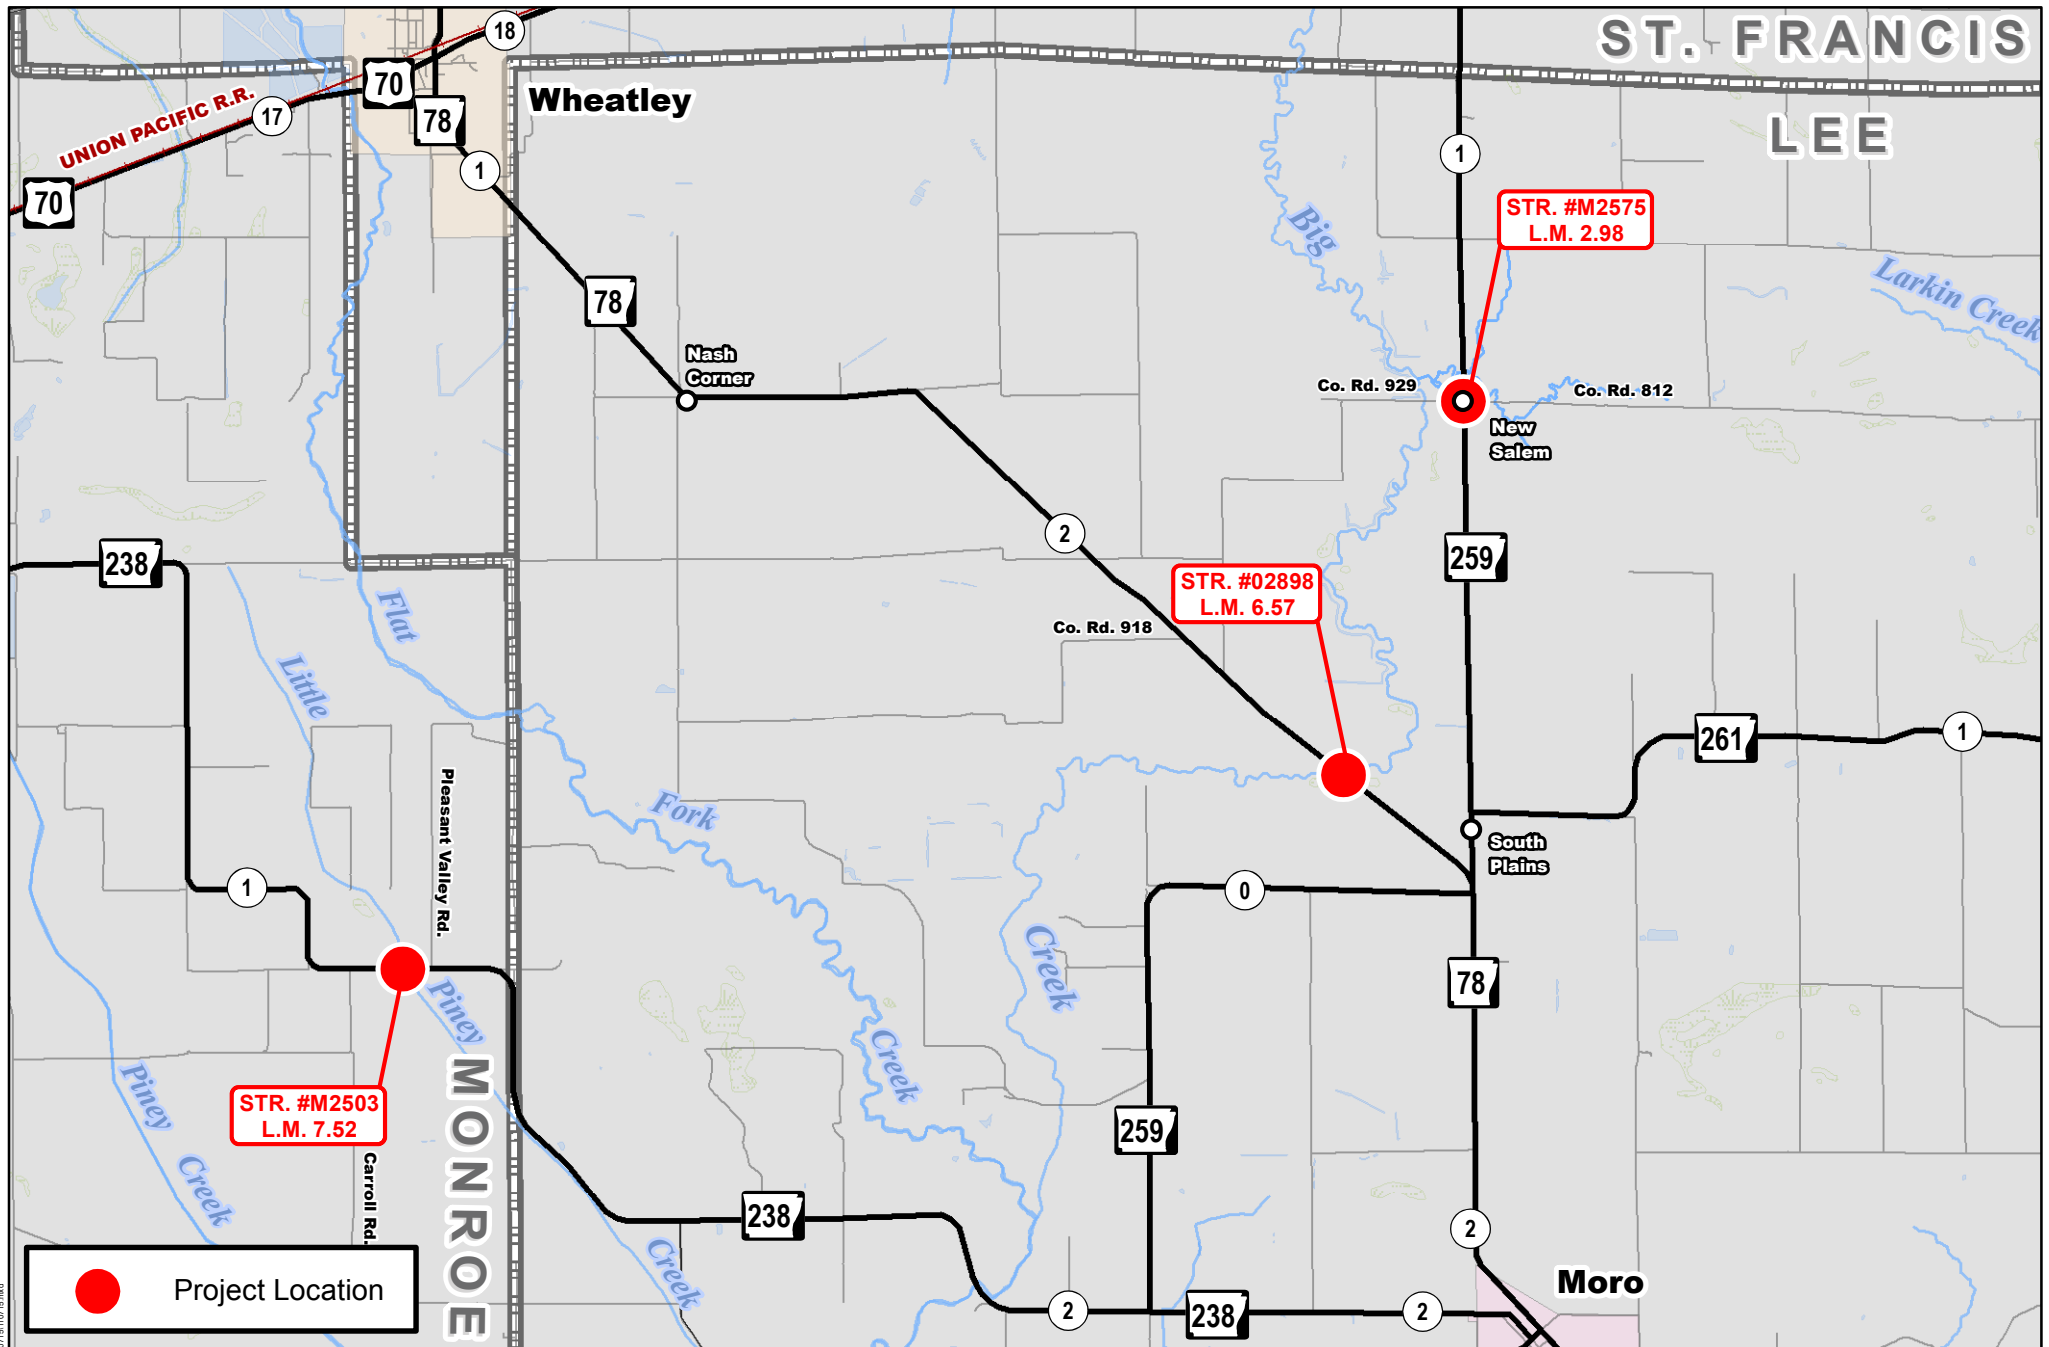 ST. FRANCIS
LEE
18
70
Wheatley
78
17
UNION PACIFIC R.R.
1
70
1
STR. #M2575
L.M. 2.98
Big
Larkin Creek
78
Nash
Corner
Co. Rd. 929
Co. Rd. 812
New
Salem
2
259
238
STR. #02898
L.M. 6.57
Flat
Co. Rd. 918
Little
261
1
Pleasant Valley Rd.
Fork
South
Plains
1
0
Creek
78
Piney
Creek
MONROE
Piney
STR. #M2503
L.M. 7.52
259
Creek
Carroll Rd.
238
2
Creek
Project Location
Moro
2
238
2